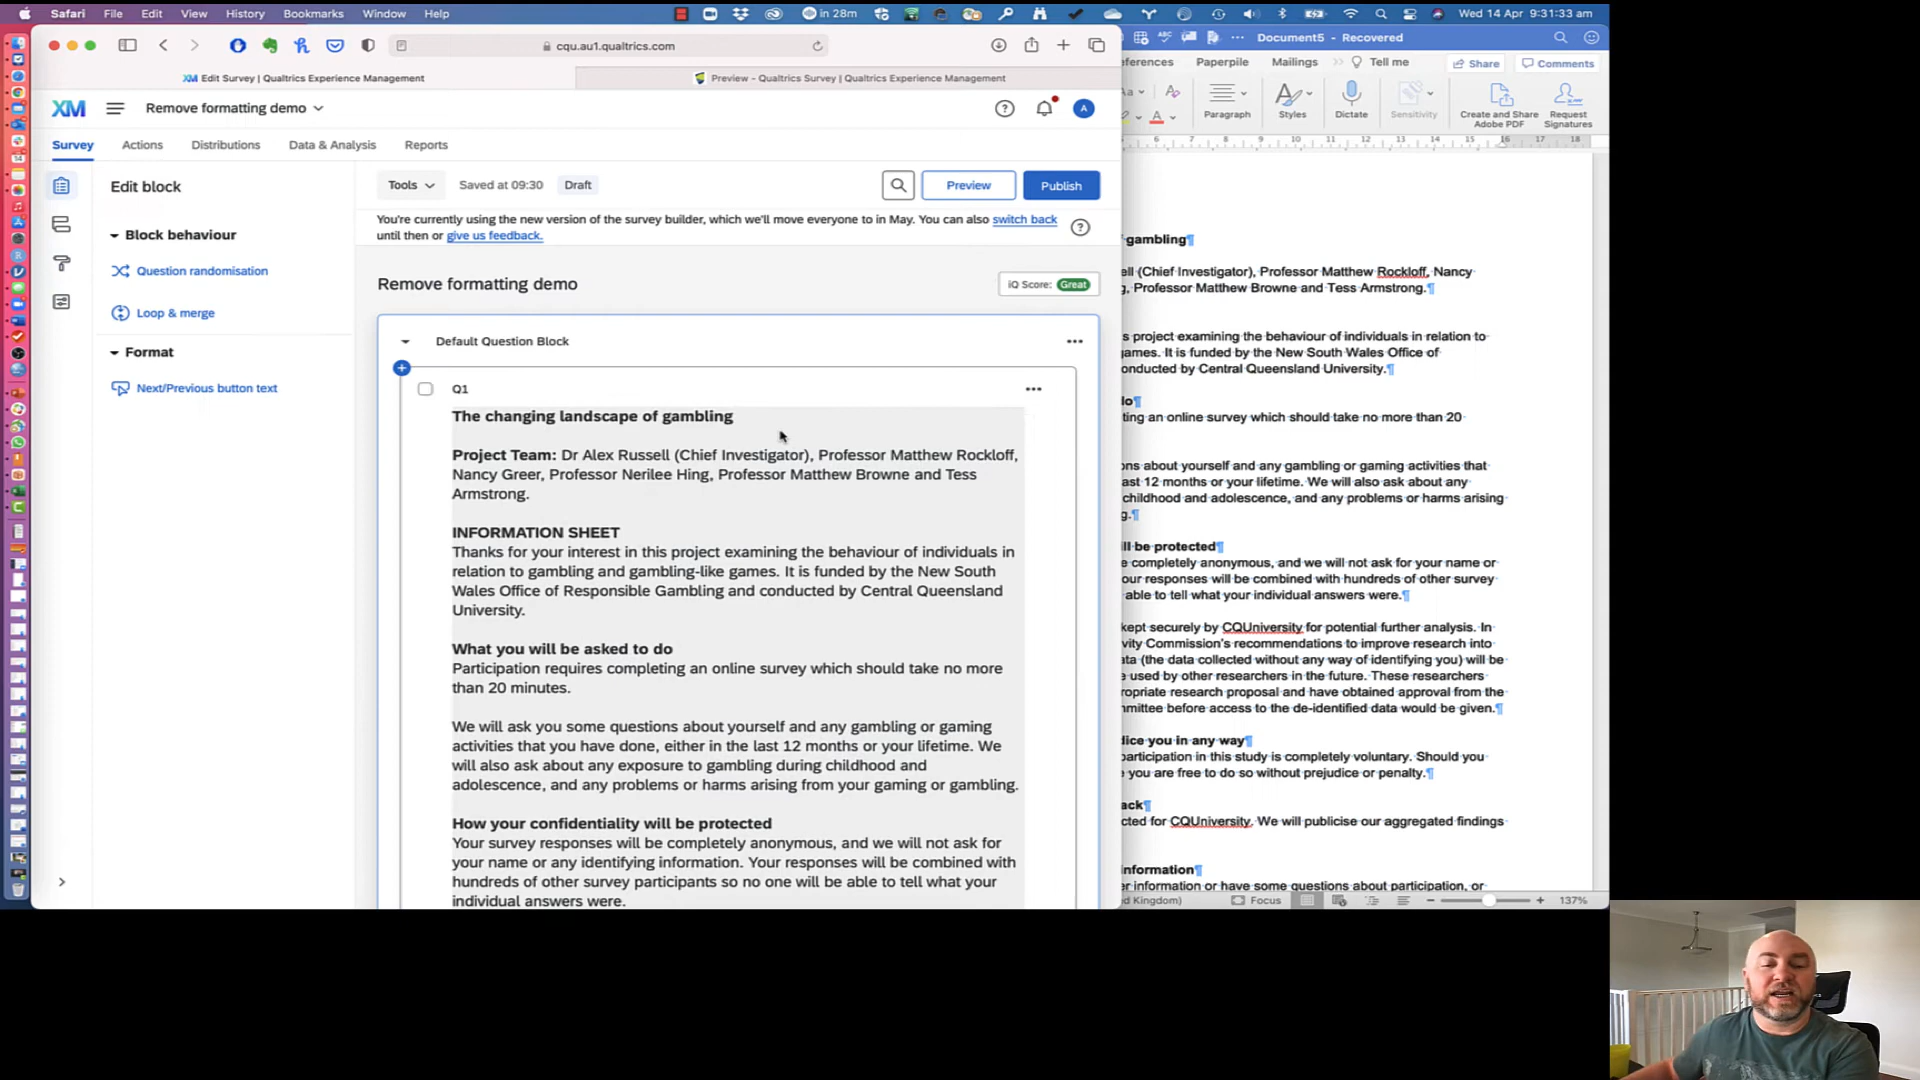 Safari File Edit View History Bookmarks Window Help
in 28m
Wed 14 Apr 9:31:33 am
cqu.au1.qualtrics.com
XM Edit Survey | Qualtrics Experience Management
Preview - Qualtrics Survey | Qualtrics Experience Management
XM
Remove formatting demo
A
Survey Actions Distributions Data & Analysis Reports
Edit block
Block behaviour
Question randomisation
Loop & merge
Format
Next/Previous button text
Tools Saved at 09:30 Draft
Preview
Publish
You're currently using the new version of the survey builder, which we'll move everyone to in May. You can also switch back
until then or give us feedback.
Remove formatting demo
iQ Score: Great
Default Question Block
Q1
The changing landscape of gambling
Project Team: Dr Alex Russell (Chief Investigator), Professor Matthew Rockloff,
Nancy Greer, Professor Nerilee Hing, Professor Matthew Browne and Tess
Armstrong.
INFORMATION SHEET
Thanks for your interest in this project examining the behaviour of individuals in
relation to gambling and gambling-like games. It is funded by the New South
Wales Office of Responsible Gambling and conducted by Central Queensland
University.
What you will be asked to do
Participation requires completing an online survey which should take no more
than 20 minutes.
We will ask you some questions about yourself and any gambling or gaming
activities that you have done, either in the last 12 months or your lifetime. We
will also ask about any exposure to gambling during childhood and
adolescence, and any problems or harms arising from your gaming or gambling.
How your confidentiality will be protected
Your survey responses will be completely anonymous, and we will not ask for
your name or any identifying information. Your responses will be combined with
hundreds of other survey participants so no one will be able to tell what your
individual answers were.
Document5 - Recovered
ferences Paperpile Mailings Tell me
Share
Comments
Paragraph
Styles
Dictate
Sensitivity
Create and Share
Adobe PDF
Request
Signatures
6 7 8 9 10 11 12 13 14 15 16 17 18
gambling¶
ell (Chief Investigator), Professor Matthew Rockloff, Nancy
g, Professor Matthew Browne and Tess Armstrong.¶
s project examining the behaviour of individuals in relation to
games. It is funded by the New South Wales Office of
onducted by Central Queensland University.¶
do¶
ting an online survey which should take no more than 20
ons about yourself and any gambling or gaming activities that
ast 12 months or your lifetime. We will also ask about any
childhood and adolescence, and any problems or harms arising
g.¶
ll be protected¶
e completely anonymous, and we will not ask for your name or
our responses will be combined with hundreds of other survey
able to tell what your individual answers were.¶
kept securely by CQUniversity for potential further analysis. In
vity Commission's recommendations to improve research into
ata (the data collected without any way of identifying you) will be
used by other researchers in the future. These researchers
ropriate research proposal and have obtained approval from the
mmittee before access to the de-identified data would be given.¶
dice you in any way¶
participation in this study is completely voluntary. Should you
e you are free to do so without prejudice or penalty.¶
ack¶
cted for CQUniversity. We will publicise our aggregated findings
nformation¶
er information or have some questions about participation, or
d Kingdom) Focus 137%